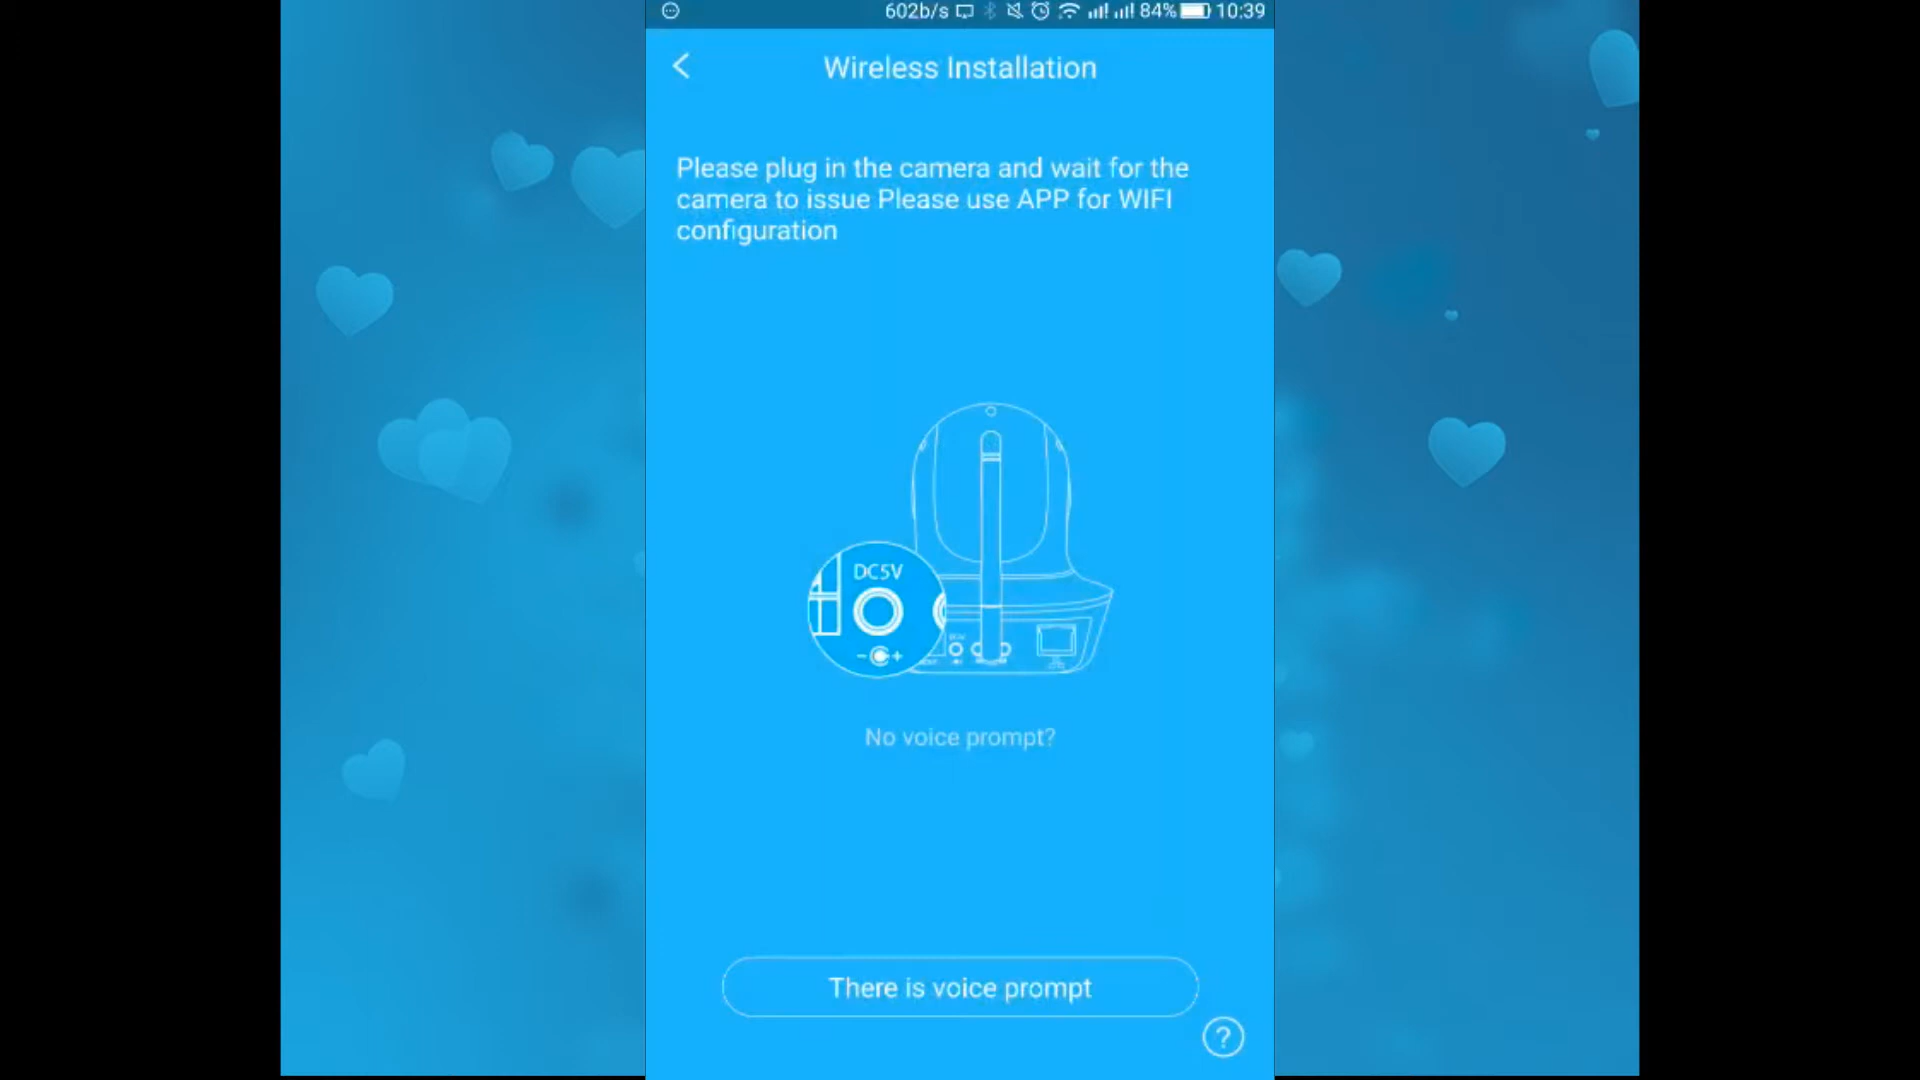 602b/s 84% 10:39
Wireless Installation
Please plug in the camera and wait for the
camera to issue Please use APP for WIFI
configuration
DC5V
No voice prompt?
There is voice prompt
?